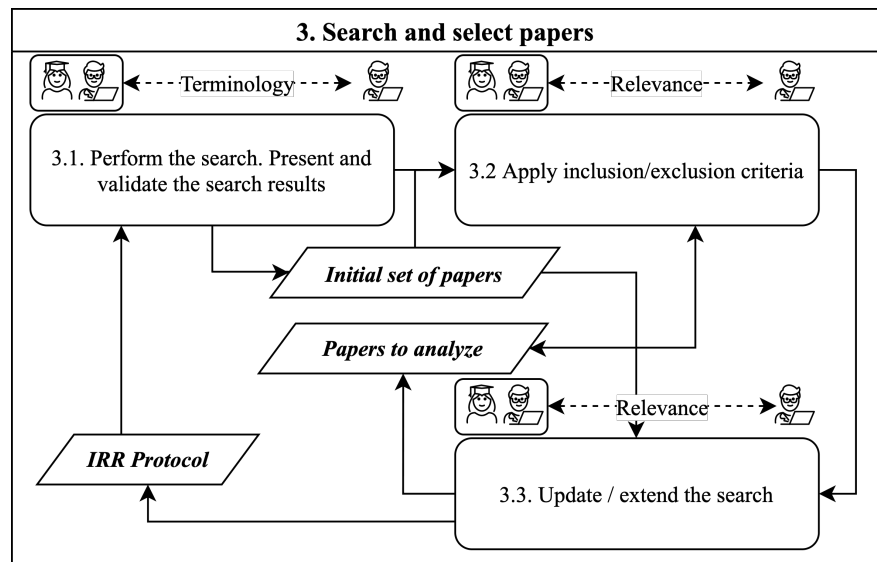 3. Search and select papers
Terminology
Relevance
3.1. Perform the search. Present and
validate the search results
3.2 Apply inclusion/exclusion criteria
Initial set of papers
Papers to analyze
Relevance
IRR Protocol
3.3. Update / extend the search